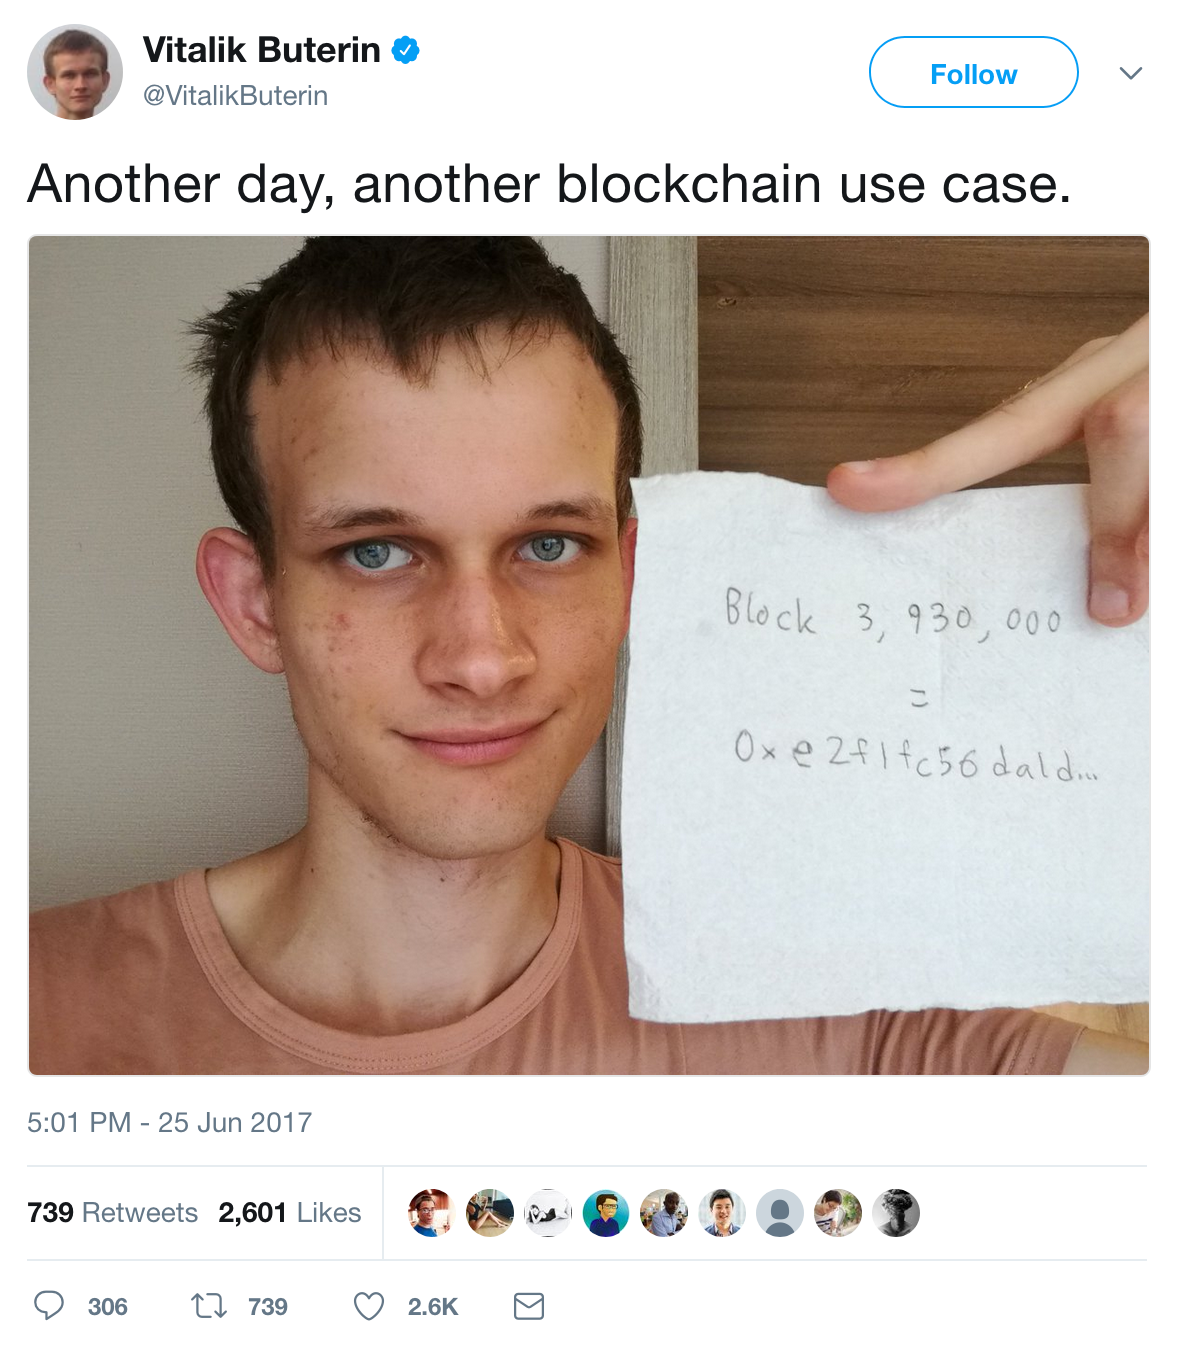 Vitalik Buterin
@VitalikButerin
Follow
Another day, another blockchain use case.
Block 3,930,000
=
0xe2f1fc56da1d...
5:01 PM - 25 Jun 2017
739 Retweets 2,601 Likes
306 739 2.6K